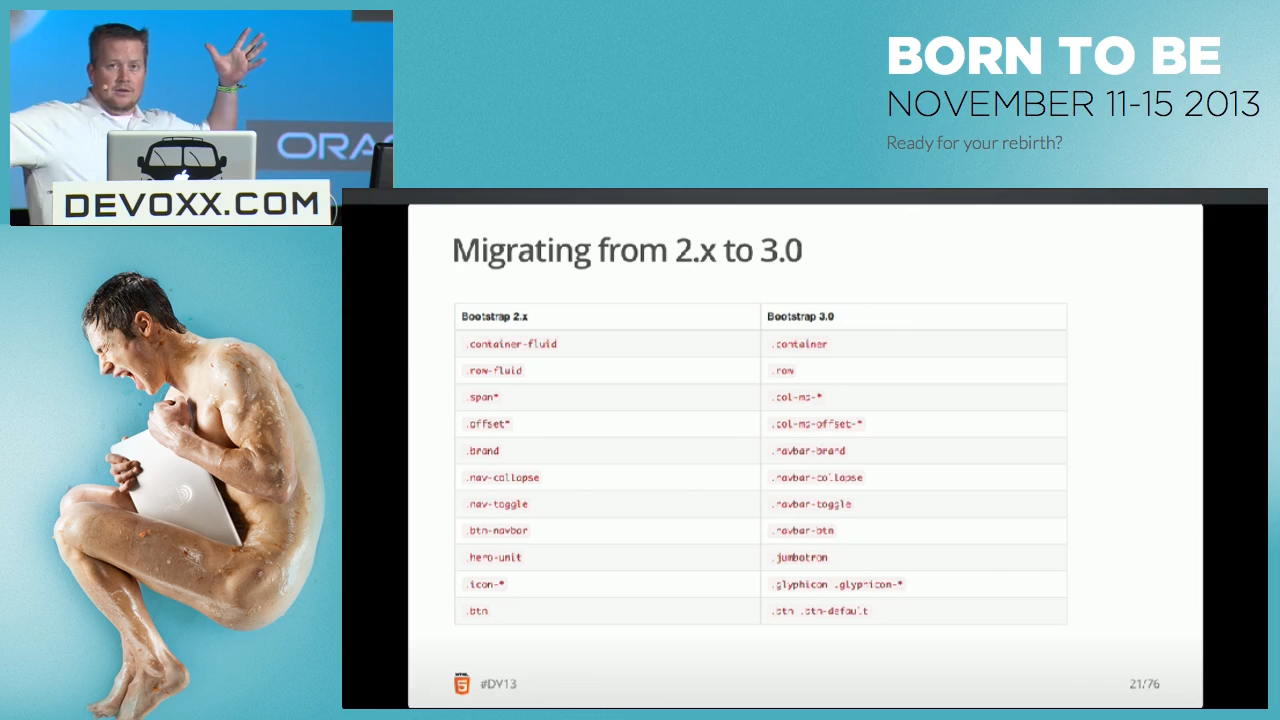 BORN TO BE
NOVEMBER 11-15 2013
Ready for your rebirth?
ORA
DEVOXX.COM
Migrating from 2.x to 3.0
Bootstrap 2.x Bootstrap 3.0
.container-fluid .container
.row-fluid .row
.span* .col-md-*
.offset* .col-md-offset-*
.brand .navbar-brand
.nav-collapse .navbar-collapse
.nav-toggle .navbar-toggle
.btn-navbar .navbar-btn
.hero-unit .jumbotron
.icon-* .glyphicon .glyphicon-*
.btn .btn .btn-default
HTML
5
#DV13
21/76